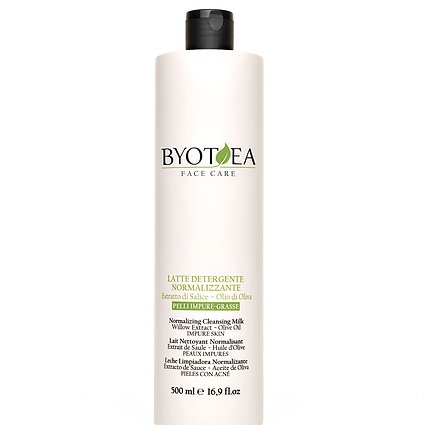 BYOTEA
FACE CARE
LATTE DETERGENTE
NORMALIZZANTE
Estratto di Salice - Olio di Oliva
PELLI IMPURE-GRASSE
Normalizing Cleansing Milk
Willow Extract - Olive Oil
IMPURE SKIN
Lait Nettoyant Normalisant
Extrait de Saule - Huile d'Olive
PEAUX IMPURES
Leche Limpiadora Normalizante
Extracto de Sauce - Aceite de Oliva
PIELES CON ACNÉ
500 ml ℮ 16,9 fl.oz